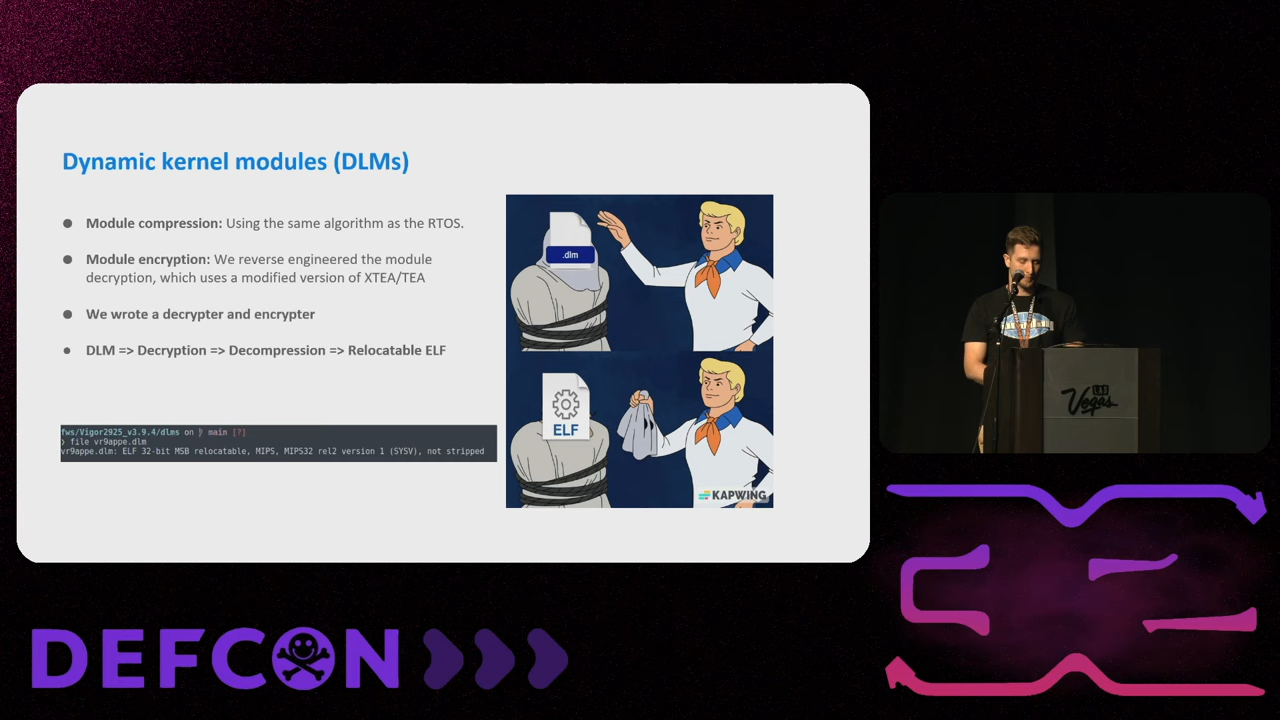 Dynamic kernel modules (DLMs)
● Module compression: Using the same algorithm as the RTOS.
● Module encryption: We reverse engineered the module
decryption, which uses a modified version of XTEA/TEA
● We wrote a decrypter and encrypter
● DLM => Decryption => Decompression => Relocatable ELF
fws/Vigor2925_v3.9.4/dlms on main [?]
file vr9appe.dlm
vr9appe.dlm: ELF 32-bit MSB relocatable, MIPS, MIPS32 rel2 version 1 (SYSV), not stripped
.dlm
ELF
KAPWING
LAS
Vegas
DEFCON